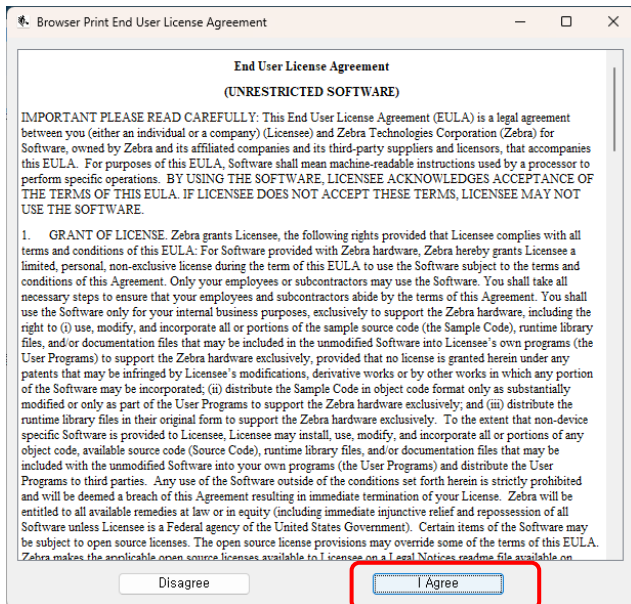 Browser Print End User License Agreement
End User License Agreement
(UNRESTRICTED SOFTWARE)
IMPORTANT PLEASE READ CAREFULLY: This End User License Agreement (EULA) is a legal agreement
between you (either an individual or a company) (Licensee) and Zebra Technologies Corporation (Zebra) for
Software, owned by Zebra and its affiliated companies and its third-party suppliers and licensors, that accompanies
this EULA. For purposes of this EULA, Software shall mean machine-readable instructions used by a processor to
perform specific operations. BY USING THE SOFTWARE, LICENSEE ACKNOWLEDGES ACCEPTANCE OF
THE TERMS OF THIS EULA. IF LICENSEE DOES NOT ACCEPT THESE TERMS, LICENSEE MAY NOT
USE THE SOFTWARE.
1. GRANT OF LICENSE. Zebra grants Licensee, the following rights provided that Licensee complies with all
terms and conditions of this EULA: For Software provided with Zebra hardware, Zebra hereby grants Licensee a
limited, personal, non-exclusive license during the term of this EULA to use the Software subject to the terms and
conditions of this Agreement. Only your employees or subcontractors may use the Software. You shall take all
necessary steps to ensure that your employees and subcontractors abide by the terms of this Agreement. You shall
use the Software only for your internal business purposes, exclusively to support the Zebra hardware, including the
right to (i) use, modify, and incorporate all or portions of the sample source code (the Sample Code), runtime library
files, and/or documentation files that may be included in the unmodified Software into Licensee's own programs (the
User Programs) to support the Zebra hardware exclusively, provided that no license is granted herein under any
patents that may be infringed by Licensee's modifications, derivative works or by other works in which any portion
of the Software may be incorporated; (ii) distribute the Sample Code in object code format only as substantially
modified or only as part of the User Programs to support the Zebra hardware exclusively; and (iii) distribute the
runtime library files in their original form to support the Zebra hardware exclusively. To the extent that non-device
specific Software is provided to Licensee, Licensee may install, use, modify, and incorporate all or portions of any
object code, available source code (Source Code), runtime library files, and/or documentation files that may be
included with the unmodified Software into your own programs (the User Programs) and distribute the User
Programs to third parties. Any use of the Software outside of the conditions set forth herein is strictly prohibited
and will be deemed a breach of this Agreement resulting in immediate termination of your License. Zebra will be
entitled to all available remedies at law or in equity (including immediate injunctive relief and repossession of all
Software unless Licensee is a Federal agency of the United States Government). Certain items of the Software may
be subject to open source licenses. The open source license provisions may override some of the terms of this EULA.
Zebra makes the applicable open source licenses available to Licensee on a Legal Notices readme file available on
Disagree
I Agree